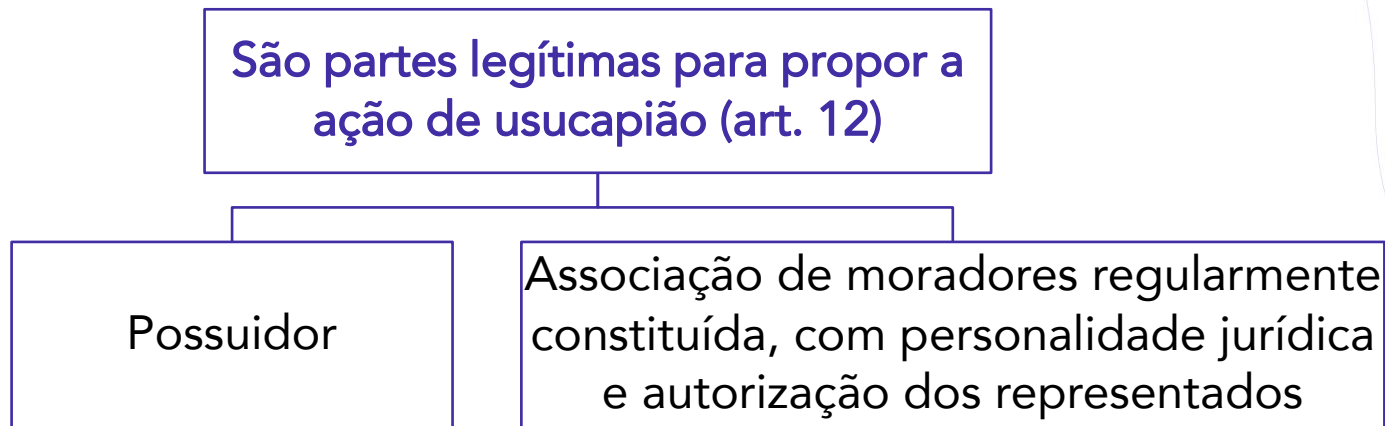 São partes legítimas para propor a
ação de usucapião (art. 12)
Possuidor
Associação de moradores regularmente
constituída, com personalidade jurídica
e autorização dos representados